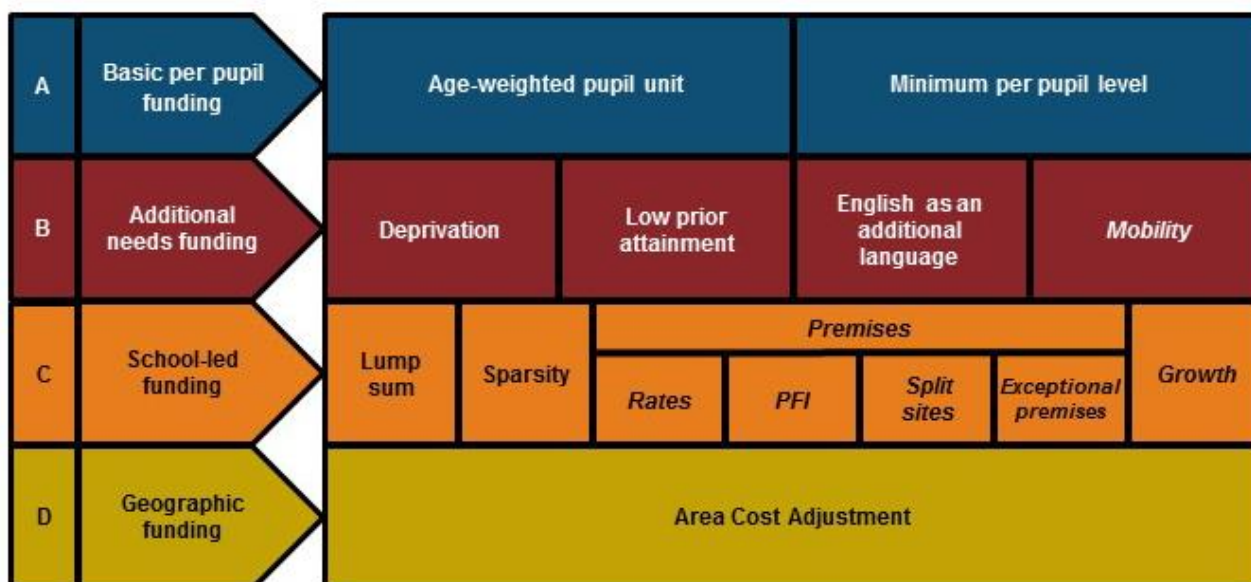 A
Basic per pupil
funding
Age-weighted pupil unit
Minimum per pupil level
B
Additional
needs funding
Deprivation
Low prior
attainment
English as an
additional
language
Mobility
C
School-led
funding
Lump
sum
Sparsity
Premises
Rates
PFI
Split
sites
Exceptional
premises
Growth
D
Geographic
funding
Area Cost Adjustment